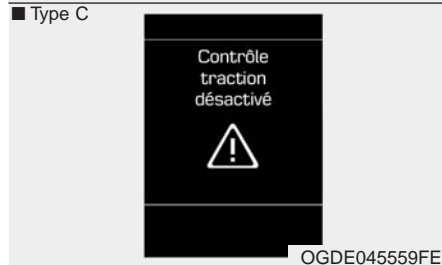 ■ Type C
Contrôle
traction
désactivé
OGDE045559FE